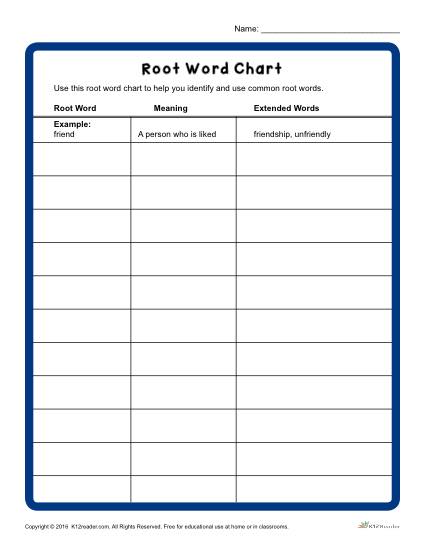 Name: ____________________
Root Word Chart
Use this root word chart to help you identify and use common root words.
Root Word Meaning Extended Words
Example:
friend A person who is liked friendship, unfriendly
Copyright © 2016 K12reader.com. All Rights Reserved. Free for educational use at home or in classrooms.
K12Reader